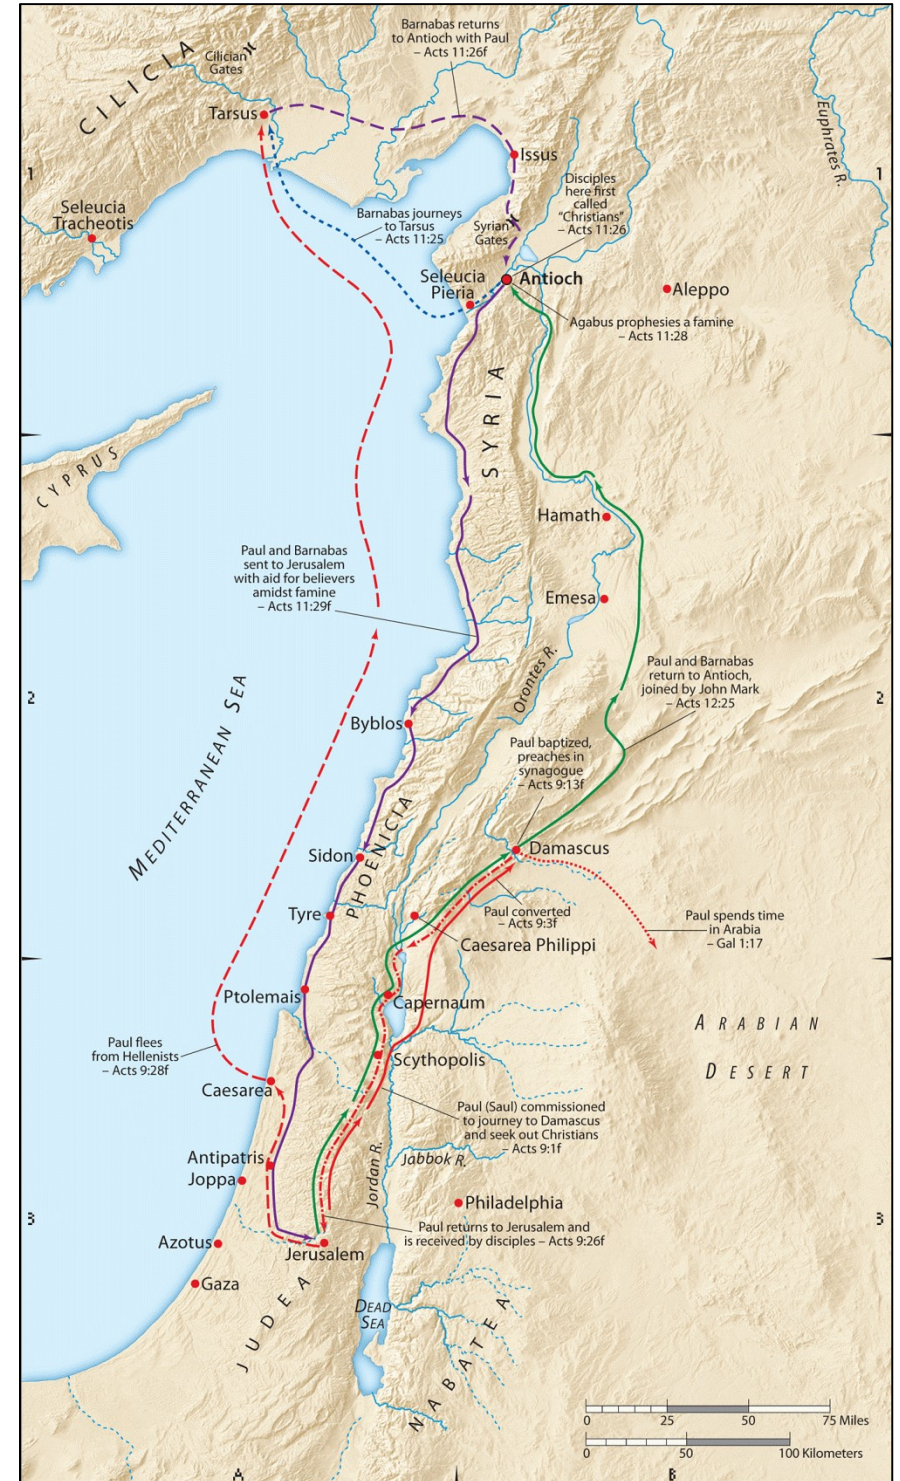 Barnabas returns
to Antioch with Paul
– Acts 11:26f
CILICIA
Cilician
Gates
Tarsus
Euphrates R.
Issus
1
1
Disciples
here first
called
“Christians”
– Acts 11:26
Seleucia
Tracheotis
Barnabas journeys
to Tarsus
– Acts 11:25
Syrian
Gates
Seleucia
Pieria
Antioch
Aleppo
Agabus prophesies a famine
– Acts 11:28
SYRIA
CYPRUS
Hamath
Paul and Barnabas
sent to Jerusalem
with aid for believers
amidst famine
– Acts 11:29f
Emesa
Orontes R.
Paul and Barnabas
return to Antioch,
joined by John Mark
– Acts 12:25
2
2
MEDITERRANEAN SEA
Byblos
Paul baptized,
preaches in
synagogue
– Acts 9:13f
PHOENICIA
Sidon
Damascus
Tyre
Paul converted
– Acts 9:3f
Paul spends time
in Arabia
– Gal 1:17
Caesarea Philippi
Ptolemais
Capernaum
ARABIAN
DESERT
Paul flees
from Hellenists
– Acts 9:28f
Scythopolis
Caesarea
Paul (Saul) commissioned
to journey to Damascus
and seek out Christians
– Acts 9:1f
Antipatris
Jordan R.
Jabbok R.
Joppa
Philadelphia
3
3
Paul returns to Jerusalem and
is received by disciples – Acts 9:26f
Azotus
Jerusalem
Gaza
JUDEA
DEAD
SEA
NABATEA
0 25 50 75 Miles
0 50 100 Kilometers
A B